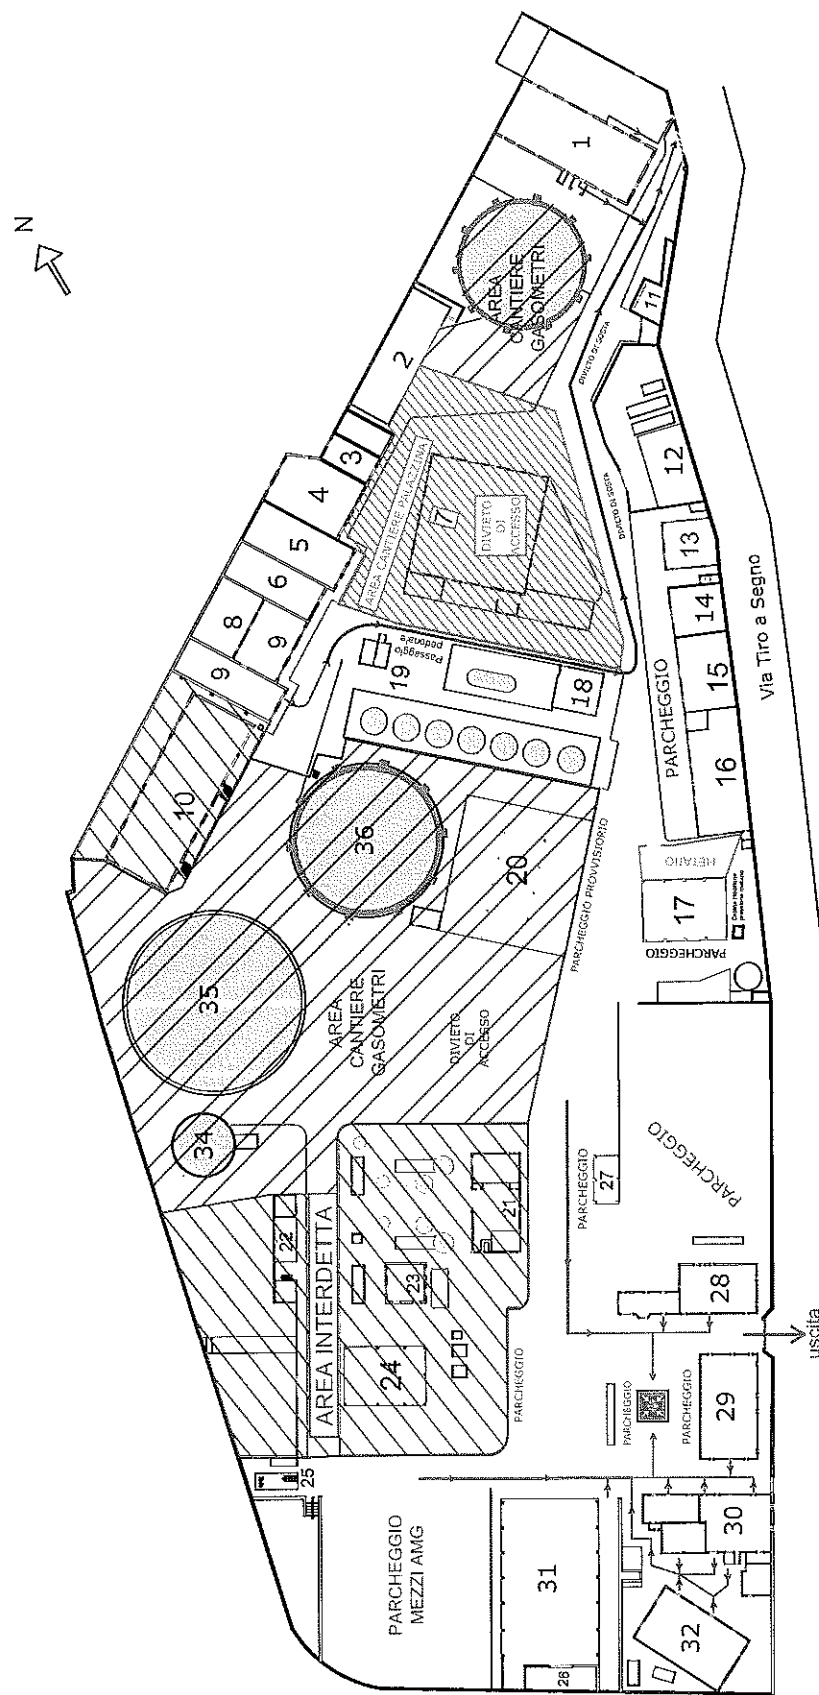 N
1
AREA
CANTIERE
GASOMETRI
2
3
4
5
6
8
9
9
10
AREA CANTIERE PALAZZINA
7
DIVIETO
DI
ACCESSO
DIVIETO DI SOSTA
DIVIETO DI SOSTA
11
12
13
14
15
16
PARCHEGGIO
Via Tiro a Segno
Passaggio
pedonale
19
18
36
20
PARCHEGGIO PROVVISORIO
17
PARCHEGGIO
35
AREA
CANTIERE
GASOMETRI
DIVIETO
DI
ACCESSO
34
22
AREA INTERDETTA
21
23
24
PARCHEGGIO
PARCHEGGIO
27
PARCHEGGIO
28
uscita
PARCHEGGIO
PARCHEGGIO
29
25
PARCHEGGIO
MEZZI AMG
31
26
30
32